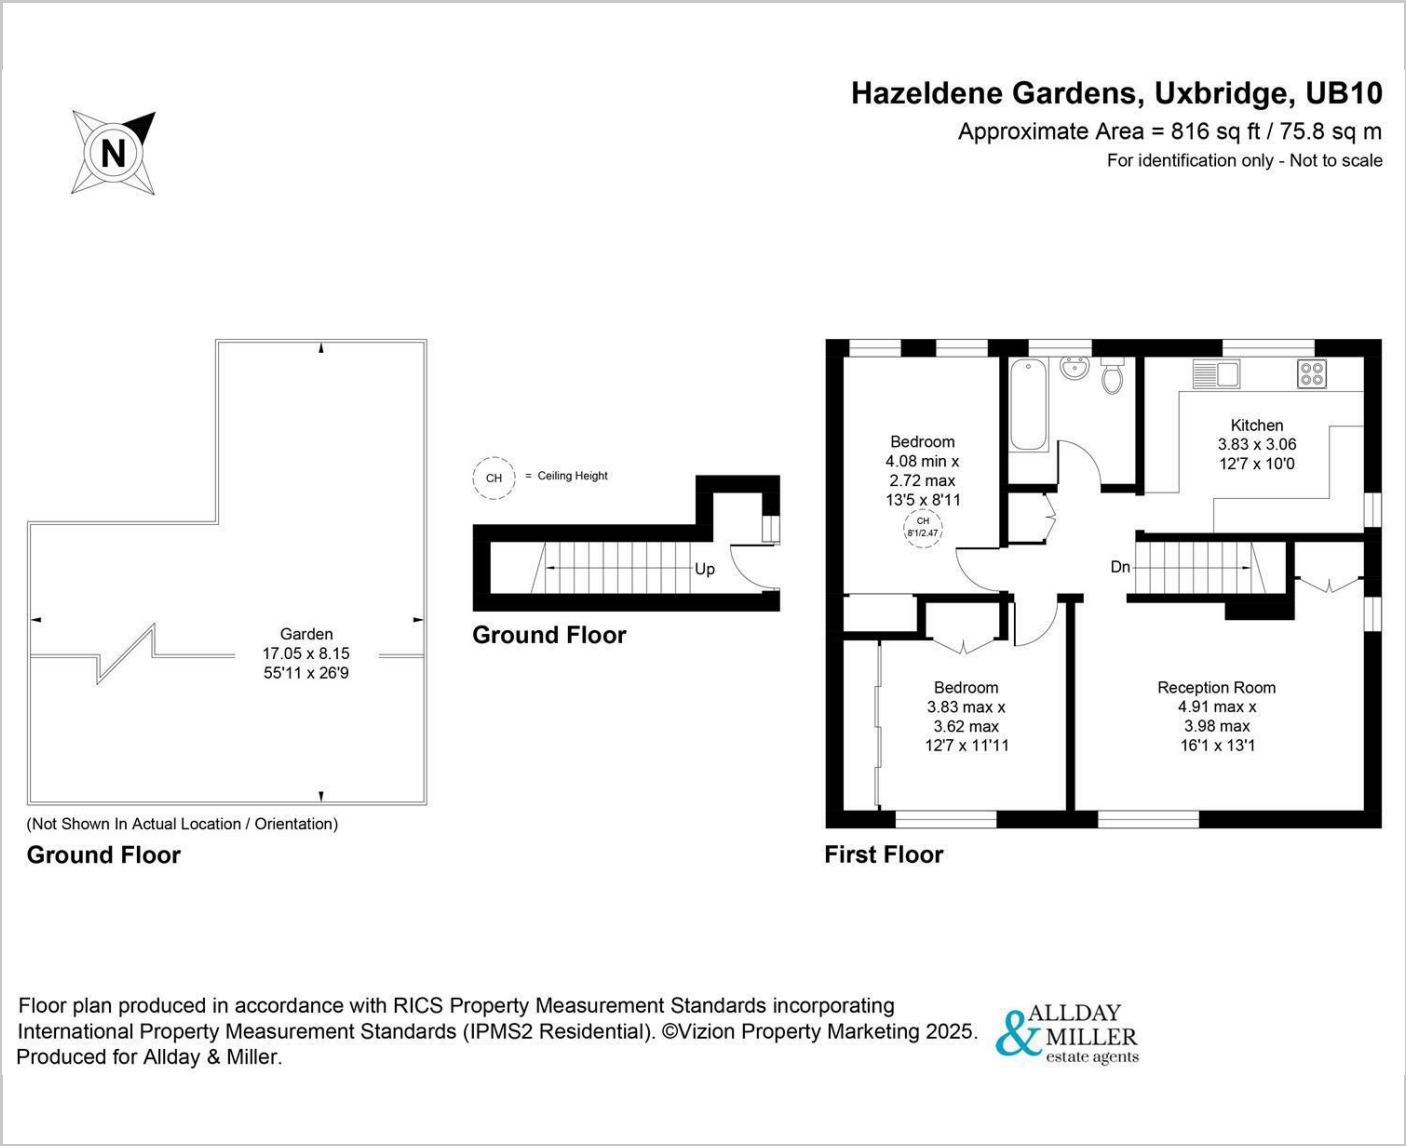 N
Hazeldene Gardens, Uxbridge, UB10
Approximate Area = 816 sq ft / 75.8 sq m
For identification only - Not to scale
Garden
17.05 x 8.15
55'11 x 26'9
(Not Shown In Actual Location / Orientation)
Ground Floor
CH = Ceiling Height
Up
Ground Floor
Bedroom
4.08 min x
2.72 max
13'5 x 8'11
CH
8'1/2.47
Kitchen
3.83 x 3.06
12'7 x 10'0
Dn
Bedroom
3.83 max x
3.62 max
12'7 x 11'11
Reception Room
4.91 max x
3.98 max
16'1 x 13'1
First Floor
Floor plan produced in accordance with RICS Property Measurement Standards incorporating
International Property Measurement Standards (IPMS2 Residential). ©Vizion Property Marketing 2025.
Produced for Allday & Miller.
ALLDAY
& MILLER
estate agents